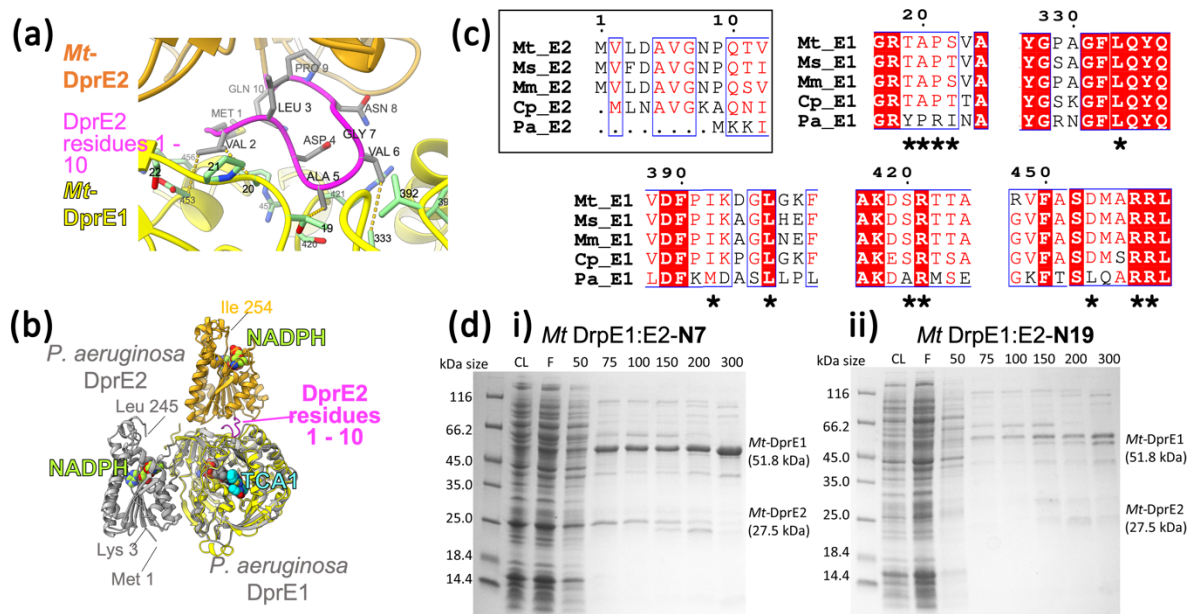 (a)
Mt-
DprE2
DprE2
residues 1 -
10
Mt-
DprE1
PRO 9
GLN 10
LEU 3
ASN 8
MET 1
GLY 7
ASP 4
VAL 2
VAL 6
ALA 5
456
22
21
453
20
457
421
19
420
333
392
(b)
Ile 254
NADPH
P. aeruginosa
DprE2
Leu 245
DprE2
residues
1 - 10
NADPH
TCA1
Lys 3
Met 1
P. aeruginosa
DprE1
(c)
1 10
Mt_E2 MVLDAVGNPQTV
Ms_E2 MVFDAVGNPQTI
Mm_E2 MVLDAVGNPQSV
Cp_E2 .MLNAVGKAQNI
Pa_E2 ........MKKI
20 330
Mt_E1 GRTAPSVA YGPAGFLQYQ
Ms_E1 GRTAPTVA YGSAGFLQYQ
Mm_E1 GRTAPSVA YGPAGFLQYQ
Cp_E1 GRTAPTTA YGSKGFLQYQ
Pa_E1 GRYPRINA YGRNGFLQYQ
**** *
390 420 450
Mt_E1 VDFPIKDGLGKF AKDSRTTA RVFASDMARRL
Ms_E1 VDFPIKAGLHEF AKDSRTTA GVFASDMARRL
Mm_E1 VDFPIKAGLNEF AKDSRTTA GVFASDMARRL
Cp_E1 VDFPIKPGLGKF AKDSRTTA GVFASDMSRRL
Pa_E1 LDFKMDASLLPL AKDARMSE GKFTSLQARRL
* * ** * **
(d) i) Mt DrpE1:E2-N7
kDa size CL F 50 75 100 150 200 300
116
66.2
45.0
35.0
25.0
18.4
14.4
Mt-DprE1
(51.8 kDa)
Mt-DprE2
(27.5 kDa)
ii) Mt DrpE1:E2-N19
kDa size CL F 50 75 100 150 200 300
116
66.2
45.0
35.0
25.0
18.4
14.4
Mt-DprE1
(51.8 kDa)
Mt-DprE2
(27.5 kDa)